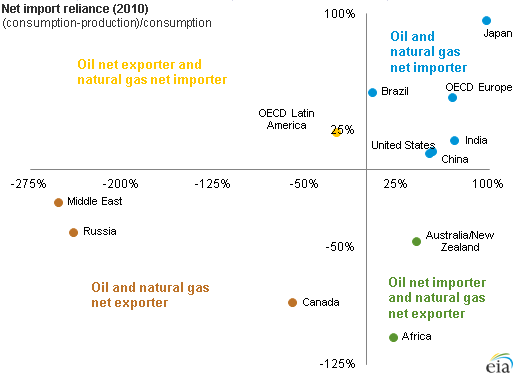 Net import reliance (2010)
(consumption-production)/consumption
100%
Japan
Oil net exporter and
natural gas net importer
Oil and
natural gas
net importer
Brazil
OECD Europe
OECD Latin
America
25%
United States
India
China
-275%
-200%
-125%
-50%
25%
100%
Middle East
Russia
-50%
Australia/New
Zealand
Oil and natural gas
net exporter
Canada
Oil net importer
and natural gas
net exporter
Africa
-125%
eia